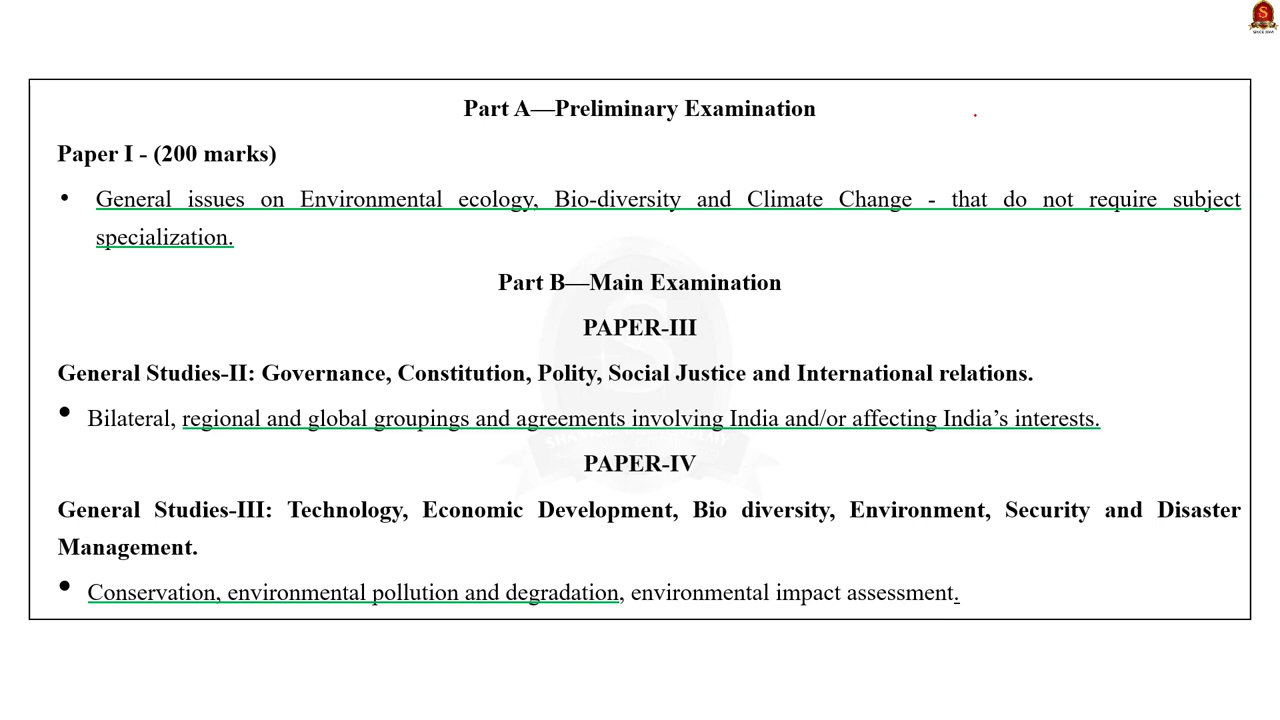 S
SINCE 2004
Part A—Preliminary Examination
Paper I - (200 marks)
• General issues on Environmental ecology, Bio-diversity and Climate Change - that do not require subject
specialization.
Part B—Main Examination
PAPER-III
General Studies-II: Governance, Constitution, Polity, Social Justice and International relations.
• Bilateral, regional and global groupings and agreements involving India and/or affecting India’s interests.
PAPER-IV
General Studies-III: Technology, Economic Development, Bio diversity, Environment, Security and Disaster
Management.
• Conservation, environmental pollution and degradation, environmental impact assessment.